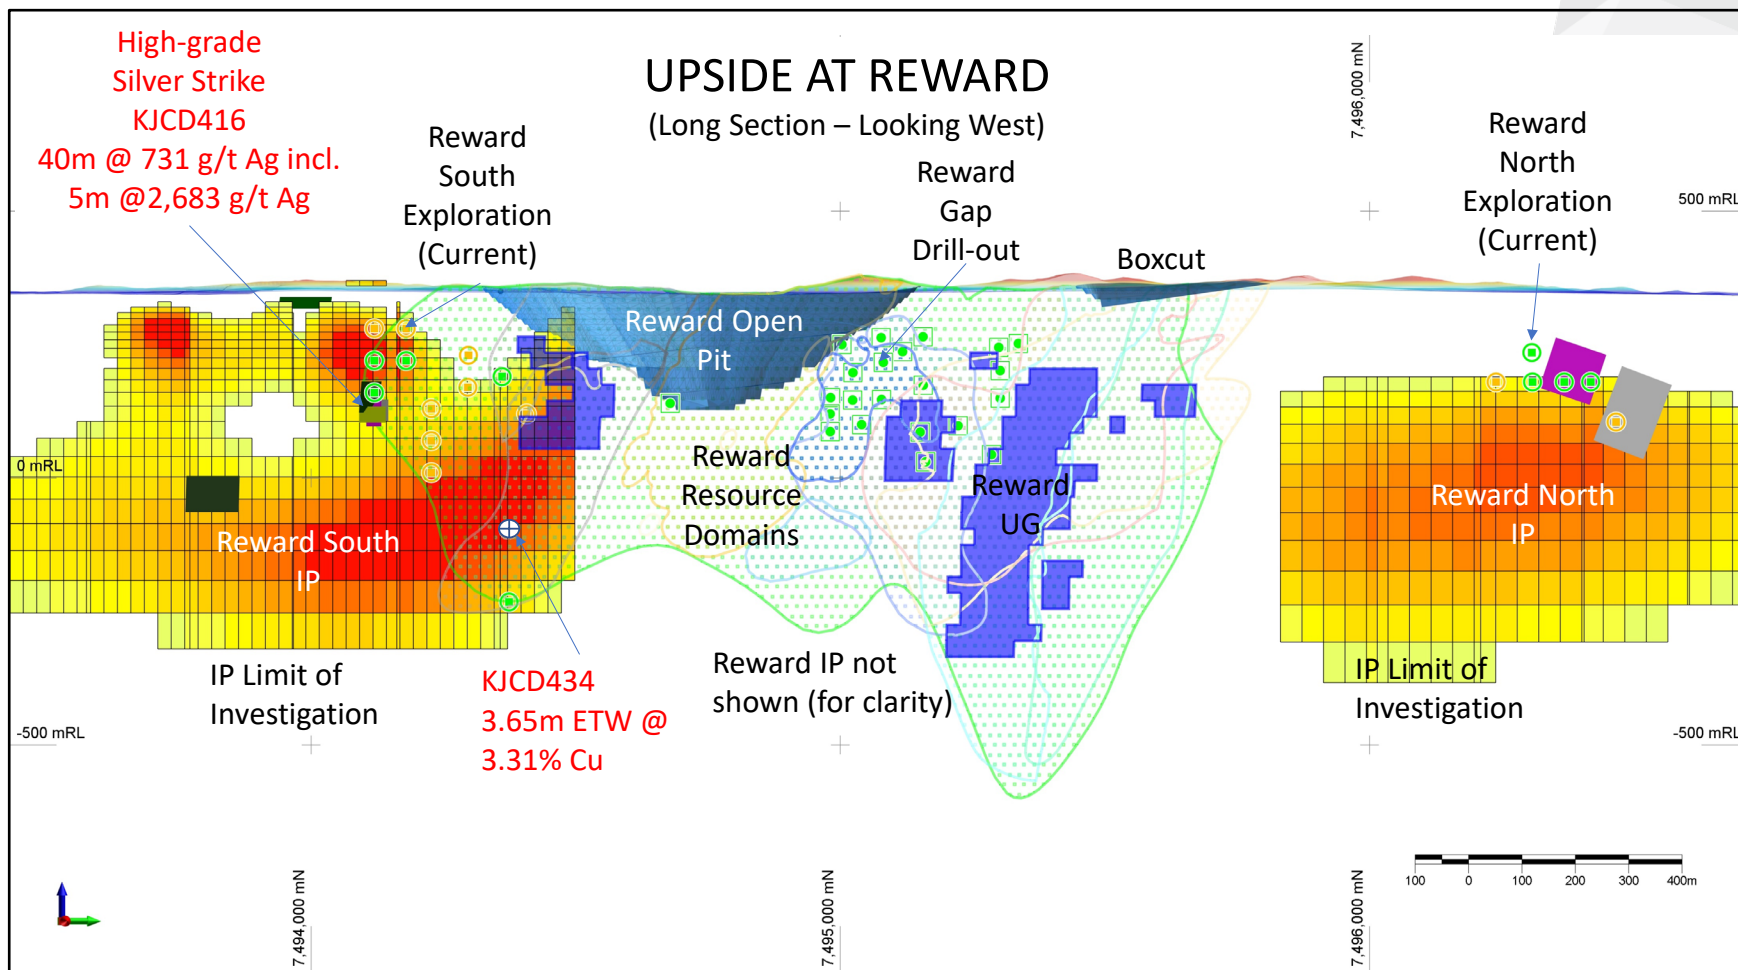 High-grade
Silver Strike
KJCD416
40m @ 731 g/t Ag incl.
5m @2,683 g/t Ag
UPSIDE AT REWARD
(Long Section – Looking West)
Reward
South
Exploration
(Current)
Reward
Gap
Drill-out
Boxcut
7,496,000 mN
Reward
North
Exploration
(Current)
500 mRL
Reward Open
Pit
0 mRL
Reward
Resource
Domains
Reward
UG
Reward South
IP
Reward North
IP
IP Limit of
Investigation
KJCD434
3.65m ETW @
3.31% Cu
Reward IP not
shown (for clarity)
IP Limit of
Investigation
-500 mRL
-500 mRL
7,494,000 mN
7,495,000 mN
7,496,000 mN
100 0 100 200 300 400m